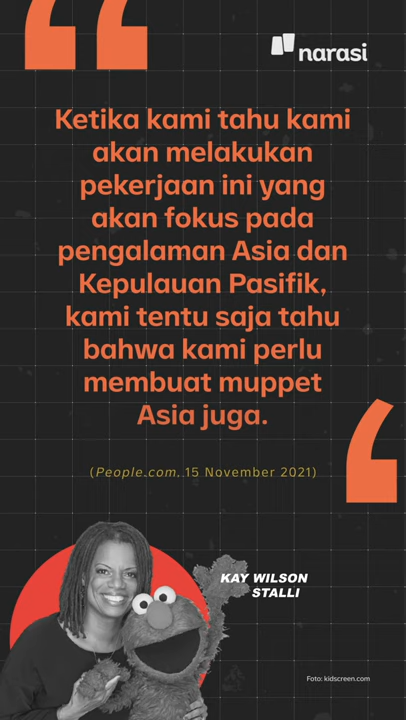 narasi
Ketika kami tahu kami
akan melakukan
pekerjaan ini yang
akan fokus pada
pengalaman Asia dan
Kepulauan Pasifik,
kami tentu saja tahu
bahwa kami perlu
membuat muppet
Asia juga.
(People.com, 15 November 2021)
KAY WILSON
STALLI
Foto: kidscreen.com